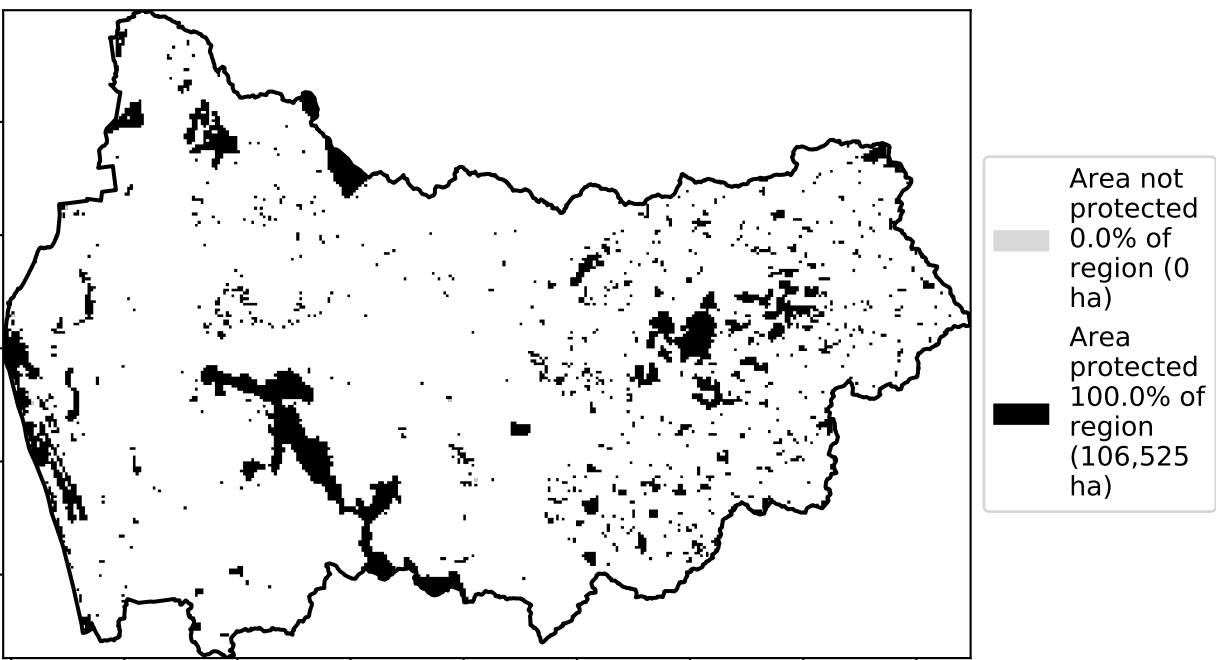 Area not
protected
0.0% of
region (0
ha)
Area
protected
100.0% of
region
(106,525
ha)